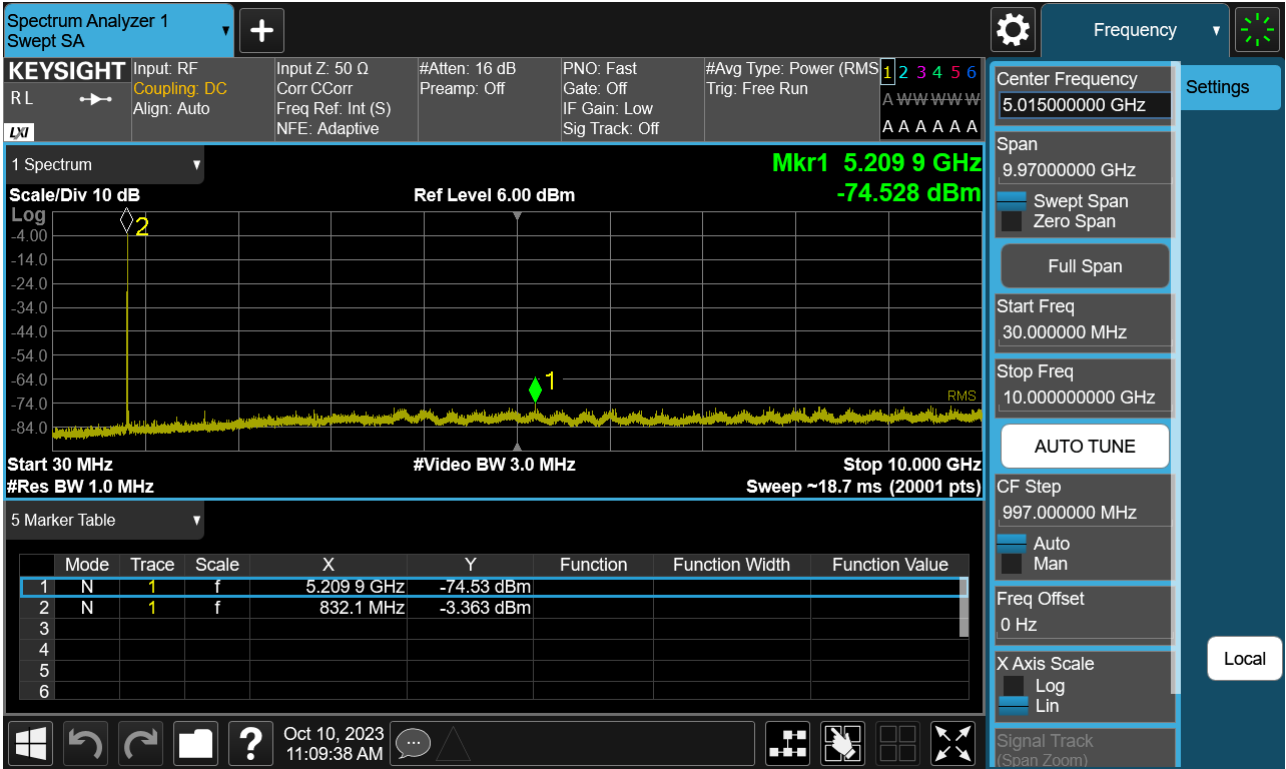 Spectrum Analyzer 1
Swept SA
Frequency
KEYSIGHT
R L
LXI
Input: RF
Coupling: DC
Align: Auto
Input Z: 50 Ω
Corr CCorr
Freq Ref: Int (S)
NFE: Adaptive
#Atten: 16 dB
Preamp: Off
PNO: Fast
Gate: Off
IF Gain: Low
Sig Track: Off
#Avg Type: Power (RMS
Trig: Free Run
1 2 3 4 5 6
A W W W W W
A A A A A A
1 Spectrum
Mkr1 5.209 9 GHz
-74.528 dBm
Scale/Div 10 dB
Ref Level 6.00 dBm
Log
2
-4.00
-14.0
-24.0
-34.0
-44.0
-54.0
-64.0
1
-74.0
RMS
-84.0
Start 30 MHz
#Video BW 3.0 MHz
Stop 10.000 GHz
#Res BW 1.0 MHz
Sweep ~18.7 ms (20001 pts)
5 Marker Table
Mode Trace Scale X Y Function Function Width Function Value
1 N 1 f 5.209 9 GHz -74.53 dBm
2 N 1 f 832.1 MHz -3.363 dBm
3
4
5
6
?
Oct 10, 2023
11:09:38 AM
Center Frequency
5.015000000 GHz
Span
9.97000000 GHz
Swept Span
Zero Span
Full Span
Start Freq
30.000000 MHz
Stop Freq
10.000000000 GHz
AUTO TUNE
CF Step
997.000000 MHz
Auto
Man
Freq Offset
0 Hz
X Axis Scale
Log
Lin
Signal Track
(Span Zoom)
Settings
Local